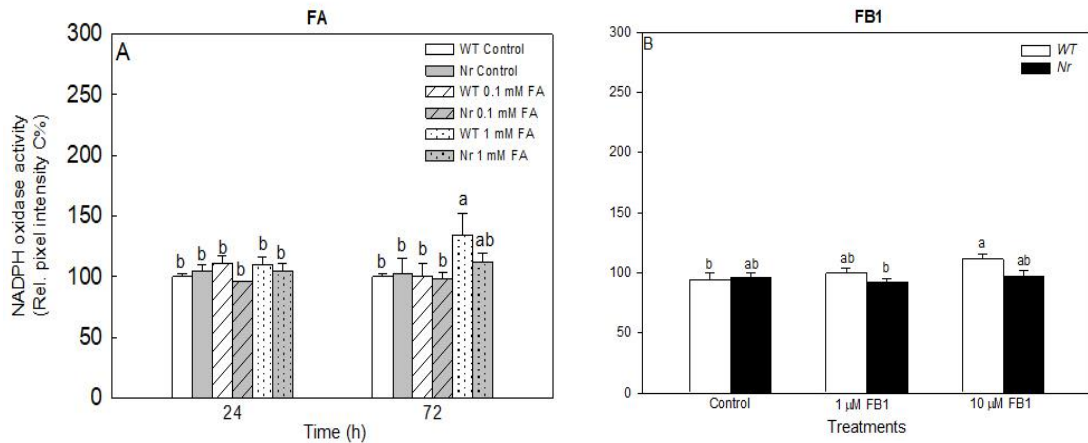 FA
A
300
250
200
150
100
50
0
NADPH oxidase activity
(Rel. pixel intensity C%)
WT Control
Nr Control
WT 0.1 mM FA
Nr 0.1 mM FA
WT 1 mM FA
Nr 1 mM FA
b b b b b b
b b b b a ab
24 72
Time (h)
FB1
B
300
250
200
150
100
50
0
WT
Nr
b ab ab b a ab
Control 1 µM FB1 10 µM FB1
Treatments